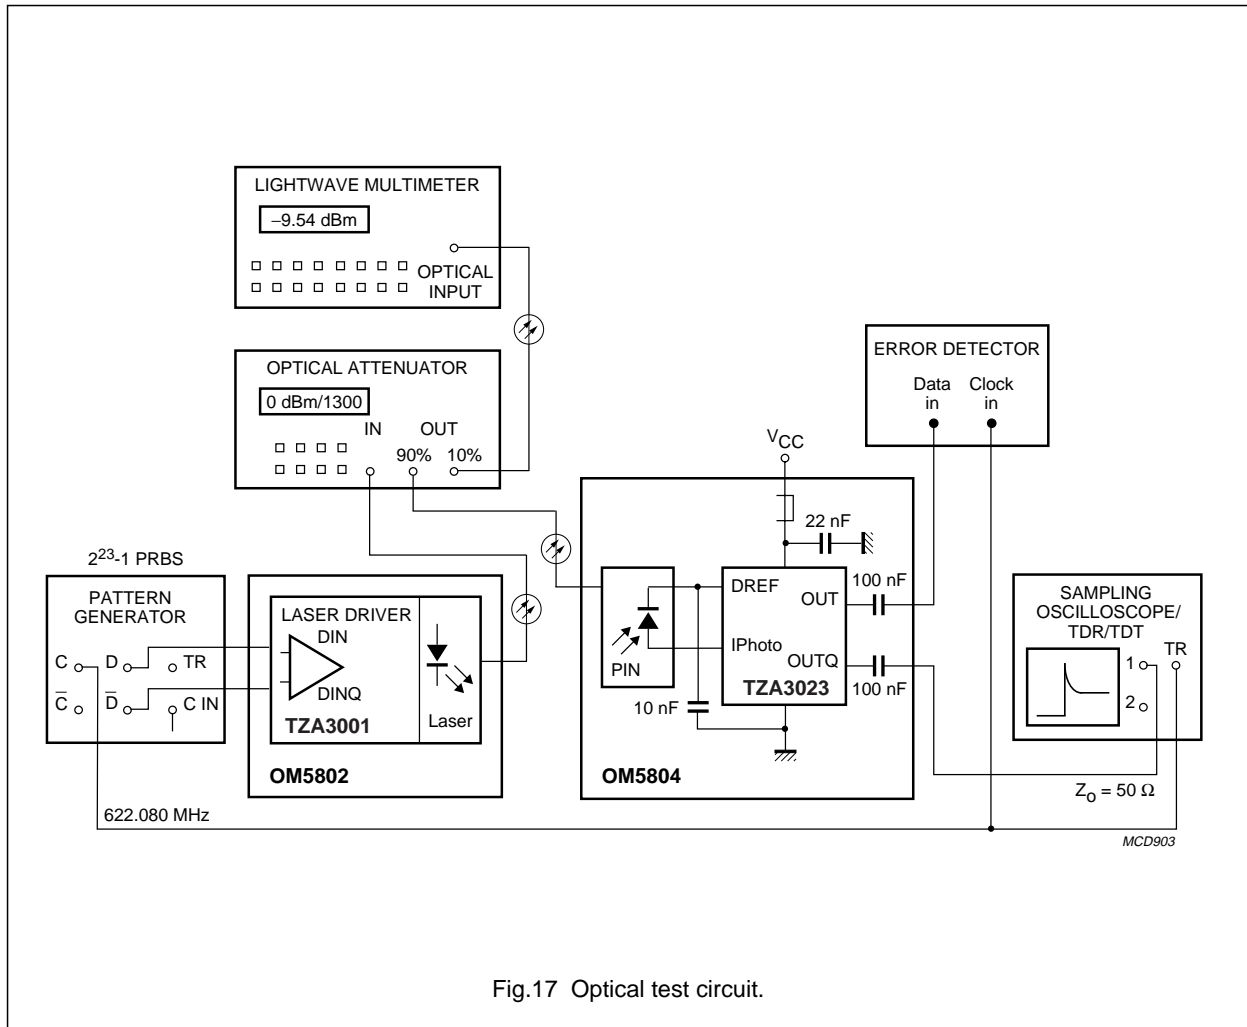 LIGHTWAVE MULTIMETER
−9.54 dBm
OPTICAL
INPUT
OPTICAL ATTENUATOR
0 dBm/1300
IN
OUT
90%
10%
ERROR DETECTOR
Data
in
Clock
in
VCC
22 nF
2²³-1 PRBS
PATTERN
GENERATOR
C
D
TR
C̅
D̅
C IN
LASER DRIVER
DIN
DINQ
TZA3001
Laser
OM5802
PIN
10 nF
DREF
IPhoto
OUT
OUTQ
TZA3023
100 nF
100 nF
OM5804
SAMPLING
OSCILLOSCOPE/
TDR/TDT
1
2
TR
Zo = 50 Ω
622.080 MHz
MCD903
Fig.17 Optical test circuit.